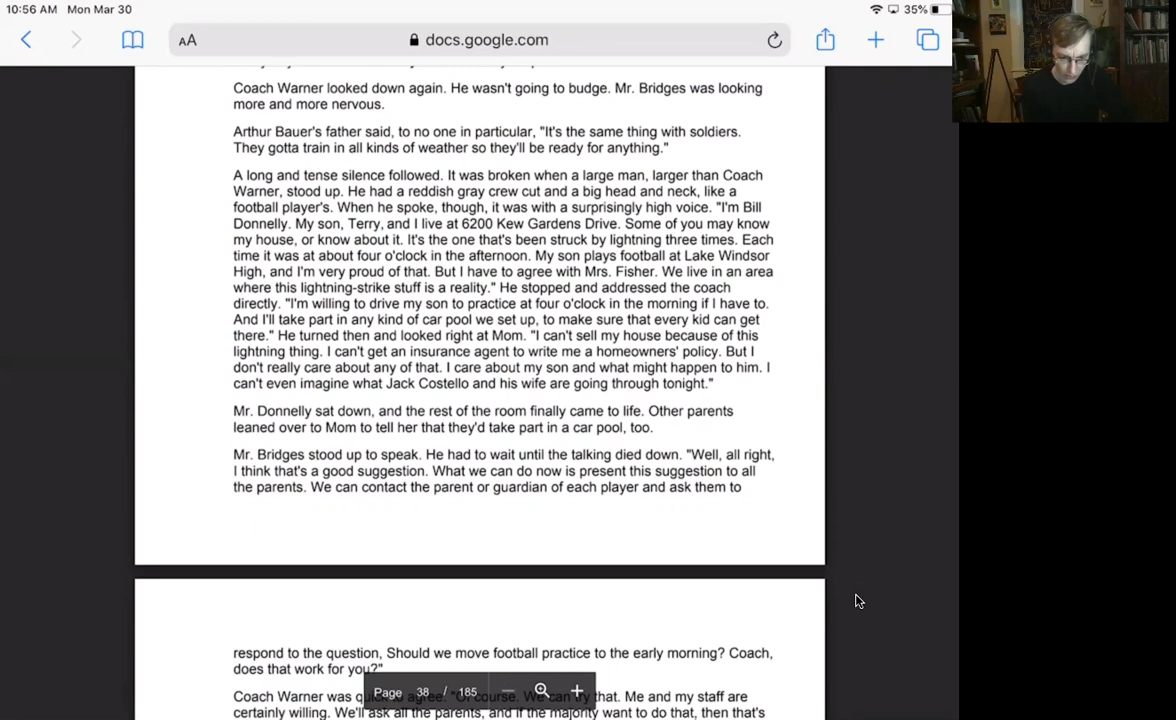 10:56 AM Mon Mar 30
35%
AA
docs.google.com
Coach Warner looked down again. He wasn't going to budge. Mr. Bridges was looking
more and more nervous.
Arthur Bauer's father said, to no one in particular, "It's the same thing with soldiers.
They gotta train in all kinds of weather so they'll be ready for anything."
A long and tense silence followed. It was broken when a large man, larger than Coach
Warner, stood up. He had a reddish gray crew cut and a big head and neck, like a
football player's. When he spoke, though, it was with a surprisingly high voice. "I'm Bill
Donnelly. My son, Terry, and I live at 6200 Kew Gardens Drive. Some of you may know
my house, or know about it. It's the one that's been struck by lightning three times. Each
time it was at about four o'clock in the afternoon. My son plays football at Lake Windsor
High, and I'm very proud of that. But I have to agree with Mrs. Fisher. We live in an area
where this lightning-strike stuff is a reality." He stopped and addressed the coach
directly. "I'm willing to drive my son to practice at four o'clock in the morning if I have to.
And I'll take part in any kind of car pool we set up, to make sure that every kid can get
there." He turned then and looked right at Mom. "I can't sell my house because of this
lightning thing. I can't get an insurance agent to write me a homeowners' policy. But I
don't really care about any of that. I care about my son and what might happen to him. I
can't even imagine what Jack Costello and his wife are going through tonight."
Mr. Donnelly sat down, and the rest of the room finally came to life. Other parents
leaned over to Mom to tell her that they'd take part in a car pool, too.
Mr. Bridges stood up to speak. He had to wait until the talking died down. "Well, all right,
I think that's a good suggestion. What we can do now is present this suggestion to all
the parents. We can contact the parent or guardian of each player and ask them to
respond to the question, Should we move football practice to the early morning? Coach,
does that work for you?"
Page 38 / 185
Coach Warner was quick to agree. "Of course. We can try that. Me and my staff are
certainly willing. We'll ask all the parents, and if the majority want to do that, then that's